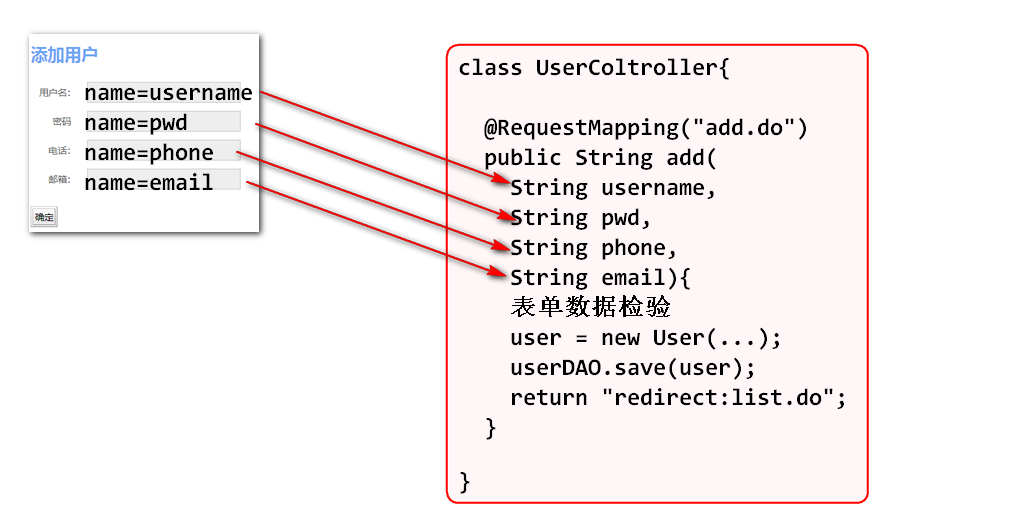 添加用户
用户名: name=username
密码 name=pwd
电话: name=phone
邮箱: name=email
确定
class UserColtroller{
@RequestMapping("add.do")
public String add(
String username,
String pwd,
String phone,
String email){
表单数据检验
user = new User(...);
userDAO.save(user);
return "redirect:list.do";
}
}